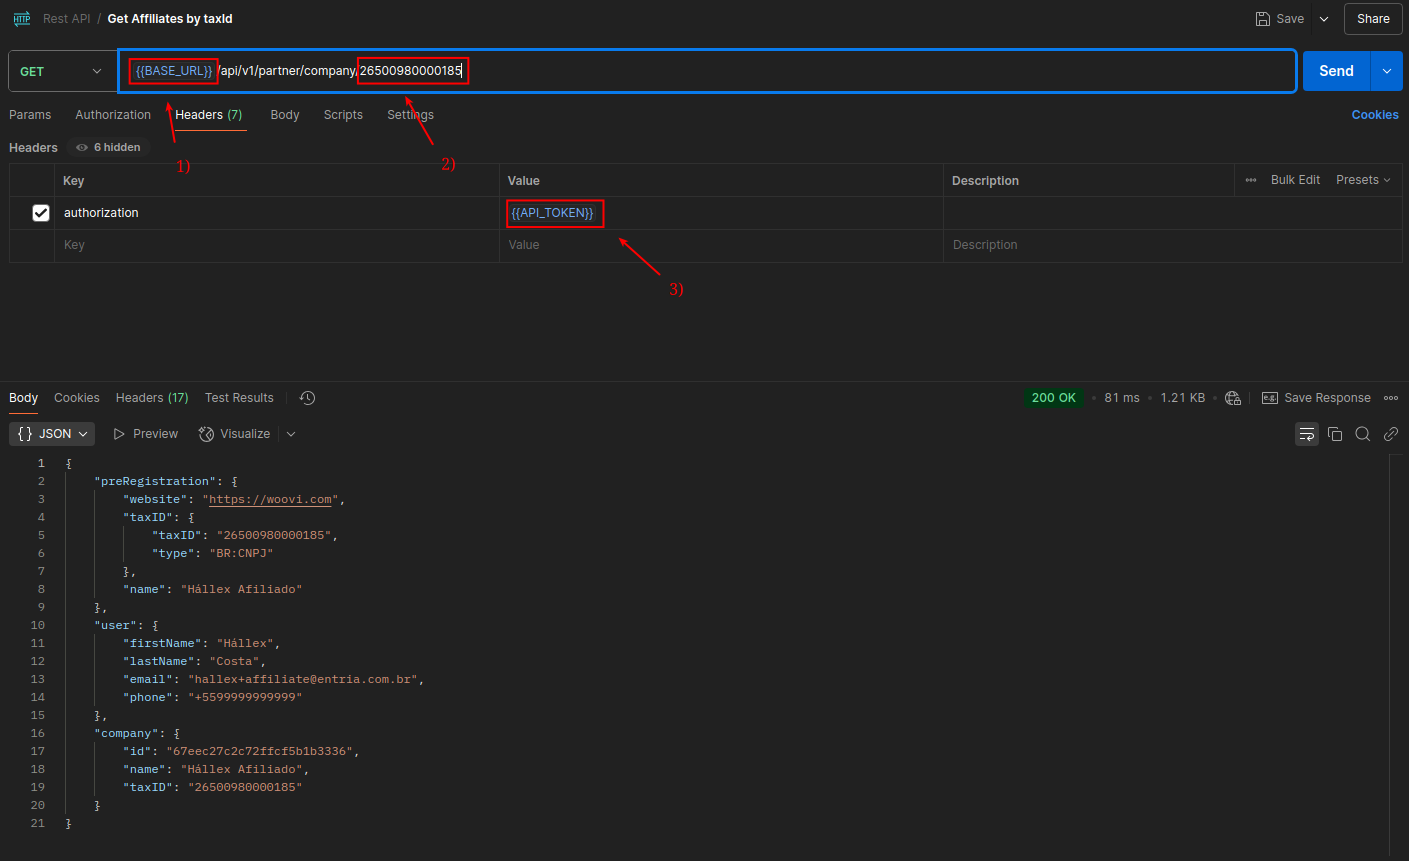 HTTP Rest API / Get Affiliates by taxId Save Share
GET {{BASE_URL}}/api/v1/partner/company/26500980000185 Send
Params Authorization Headers (7) Body Scripts Settings Cookies
Headers 6 hidden 1) 2)
Key Value Description Bulk Edit Presets
authorization {{API_TOKEN}}
Key Value Description
3)
Body Cookies Headers (17) Test Results 200 OK • 81 ms • 1.21 KB • e.g. Save Response
{} JSON Preview Visualize
1 {
2 "preRegistration": {
3 "website": "https://woovi.com",
4 "taxID": {
5 "taxID": "26500980000185",
6 "type": "BR:CNPJ"
7 },
8 "name": "Hállex Afiliado"
9 },
10 "user": {
11 "firstName": "Hállex",
12 "lastName": "Costa",
13 "email": "hallex+affiliate@entria.com.br",
14 "phone": "+5599999999999"
15 },
16 "company": {
17 "id": "67eec27c2c72ffcf5b1b3336",
18 "name": "Hállex Afiliado",
19 "taxID": "26500980000185"
20 }
21 }